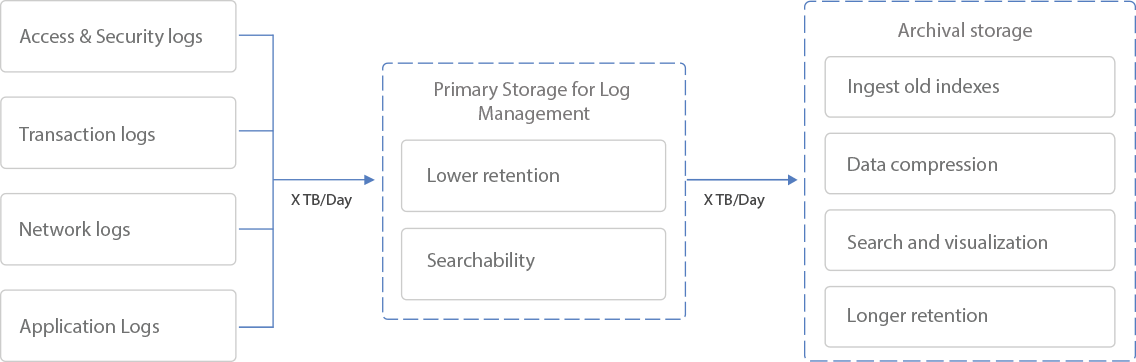 Access & Security logs
Transaction logs
Network logs
Application Logs
X TB/Day
Primary Storage for Log
Management
Lower retention
Searchability
X TB/Day
Archival storage
Ingest old indexes
Data compression
Search and visualization
Longer retention